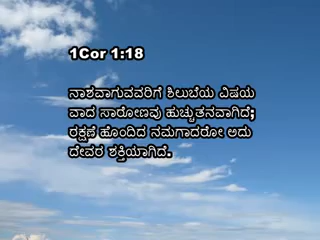 1Cor 1:18
ನಾಶವಾಗುವವರಿಗೆ ಶಿಲುಬೆಯ ವಿಷಯ
ವಾದ ಸಾರೋಣವು ಹುಚ್ಚುತನವಾಗಿದೆ;
ರಕ್ಷಣೆ ಹೊಂದಿದ ನಮಗಾದರೋ ಅದು
ದೇವರ ಶಕ್ತಿಯಾಗಿದೆ.